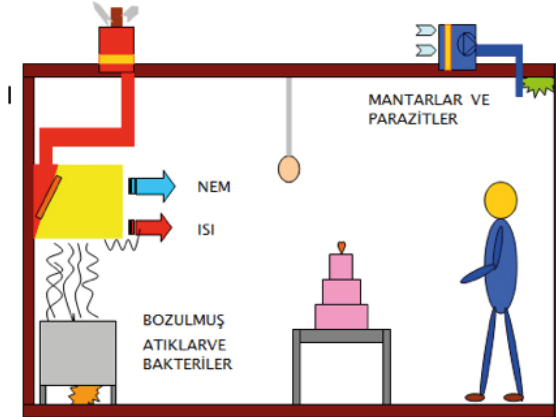 MANTARLAR VE
PARAZİTLER
NEM
ISI
BOZULMUŞ
ATIKLARVE
BAKTERİLER